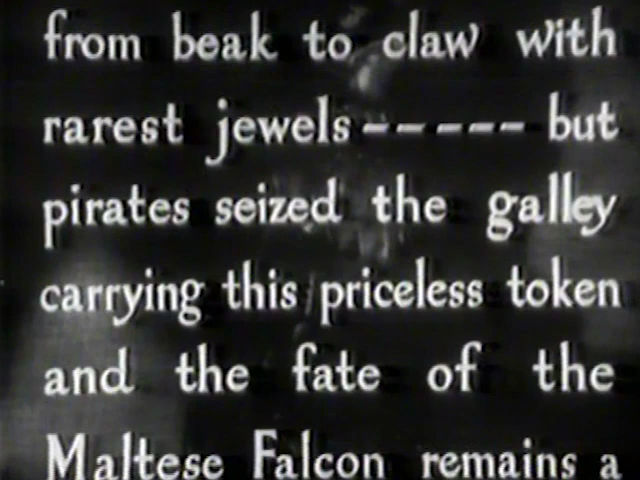 from beak to claw with
rarest jewels ----- but
pirates seized the galley
carrying this priceless token
and the fate of the
Maltese Falcon remains a